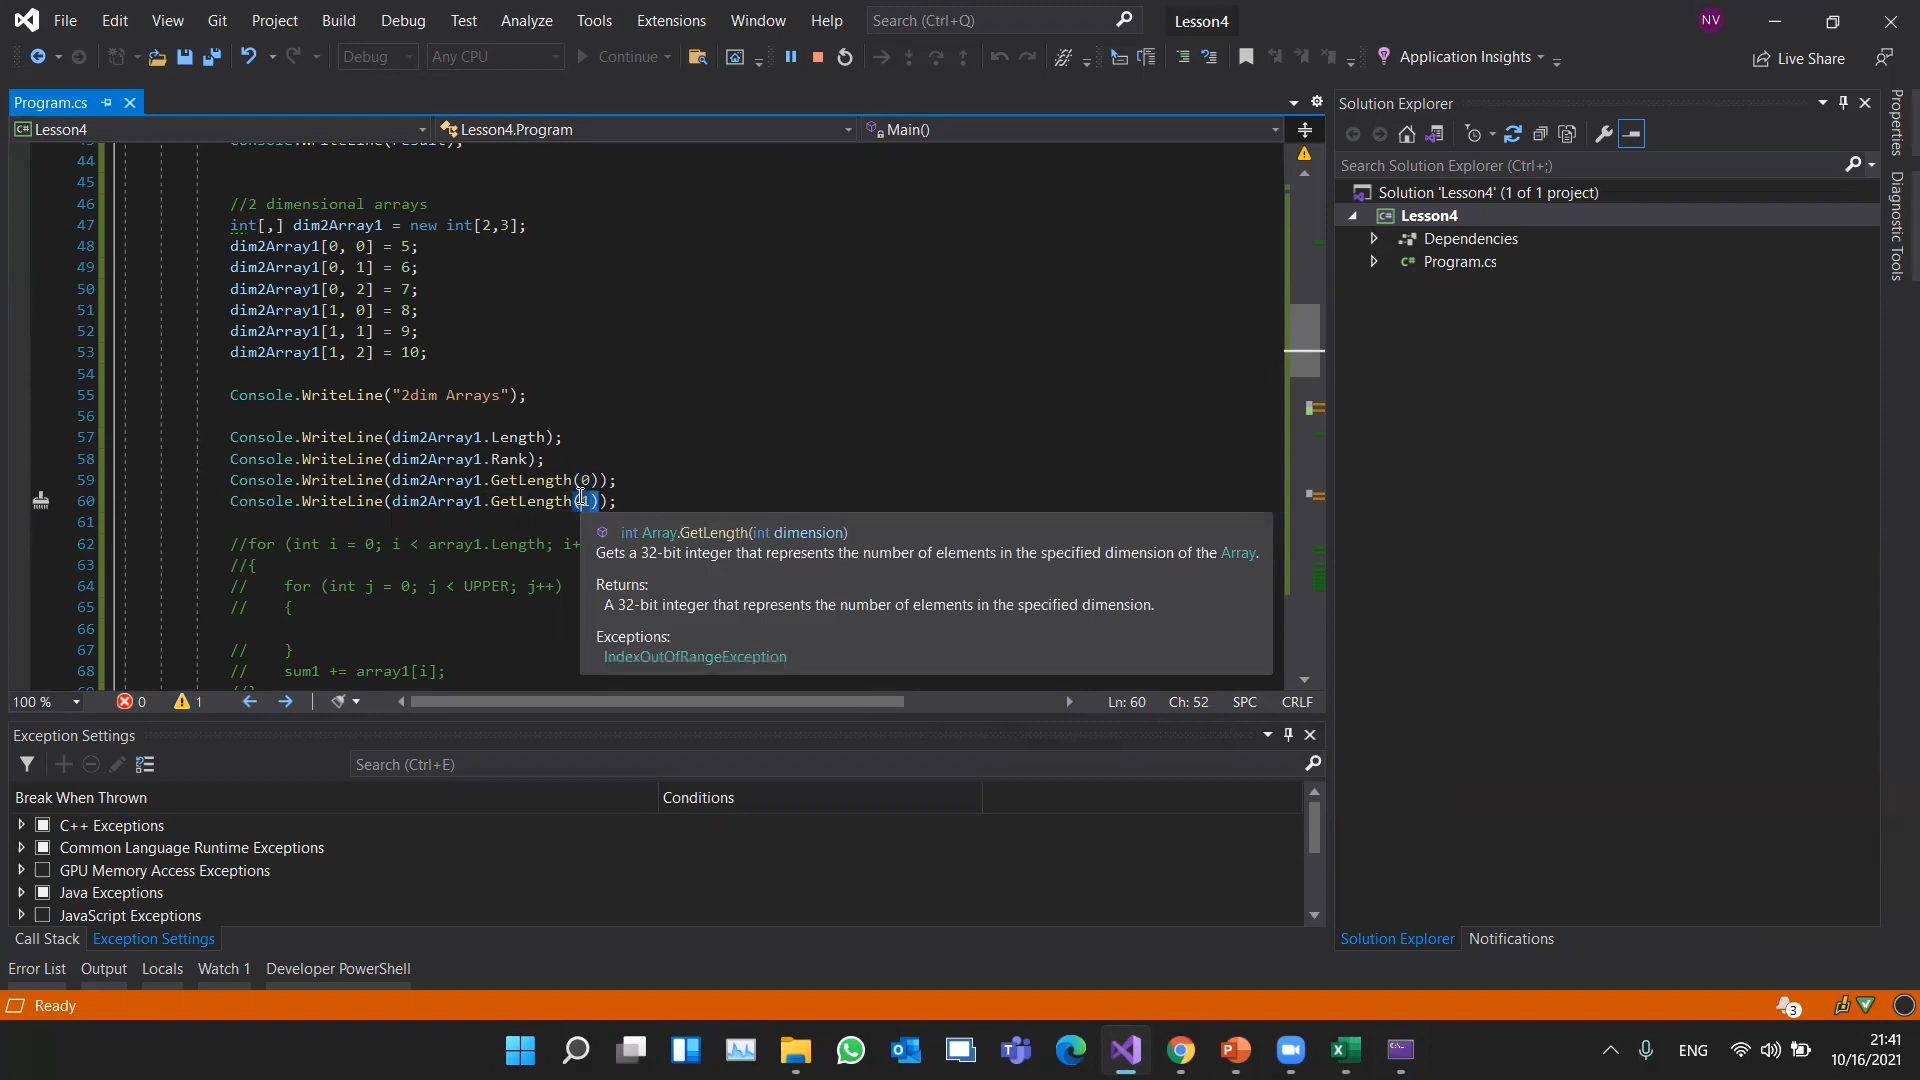 File Edit View Git Project Build Debug Test Analyze Tools Extensions Window Help Search (Ctrl+Q) Lesson4 NV
Debug Any CPU Continue Application Insights Live Share
Program.cs
Lesson4 Lesson4.Program Main()
Console.WriteLine(result);
44
45
46 //2 dimensional arrays
47 int[,] dim2Array1 = new int[2,3];
48 dim2Array1[0, 0] = 5;
49 dim2Array1[0, 1] = 6;
50 dim2Array1[0, 2] = 7;
51 dim2Array1[1, 0] = 8;
52 dim2Array1[1, 1] = 9;
53 dim2Array1[1, 2] = 10;
54
55 Console.WriteLine("2dim Arrays");
56
57 Console.WriteLine(dim2Array1.Length);
58 Console.WriteLine(dim2Array1.Rank);
59 Console.WriteLine(dim2Array1.GetLength(0));
60 Console.WriteLine(dim2Array1.GetLength(1));
61
62 //for (int i = 0; i < array1.Length; i+
63 //{
64 // for (int j = 0; j < UPPER; j++)
65 // {
66
67 // }
68 // sum1 += array1[i];
int Array.GetLength(int dimension)
Gets a 32-bit integer that represents the number of elements in the specified dimension of the Array.
Returns:
A 32-bit integer that represents the number of elements in the specified dimension.
Exceptions:
IndexOutOfRangeException
100 % 0 1 Ln: 60 Ch: 52 SPC CRLF
Exception Settings
Search (Ctrl+E)
Break When Thrown Conditions
C++ Exceptions
Common Language Runtime Exceptions
GPU Memory Access Exceptions
Java Exceptions
JavaScript Exceptions
Call Stack Exception Settings
Error List Output Locals Watch 1 Developer PowerShell
Solution Explorer
Search Solution Explorer (Ctrl+;)
Solution 'Lesson4' (1 of 1 project)
Lesson4
Dependencies
Program.cs
Solution Explorer Notifications
Properties
Diagnostic Tools
Ready 3
ENG
21:41
10/16/2021